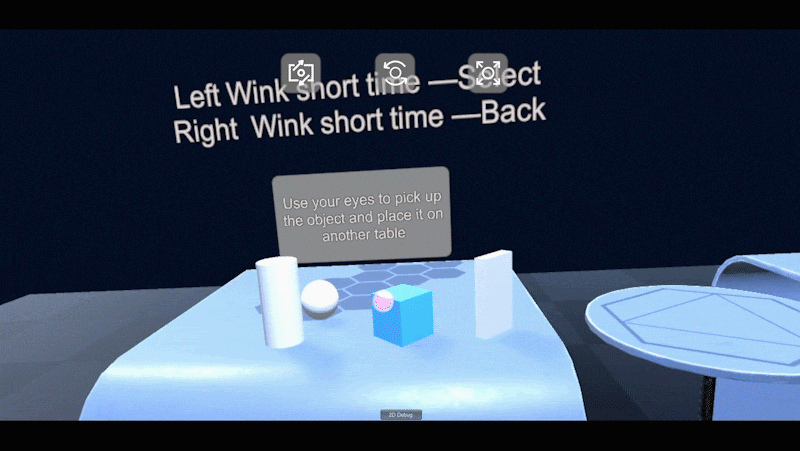 Left Wink short time —Select
Right Wink short time —Back
Use your eyes to pick up
the object and place it on
another table
2D Debug